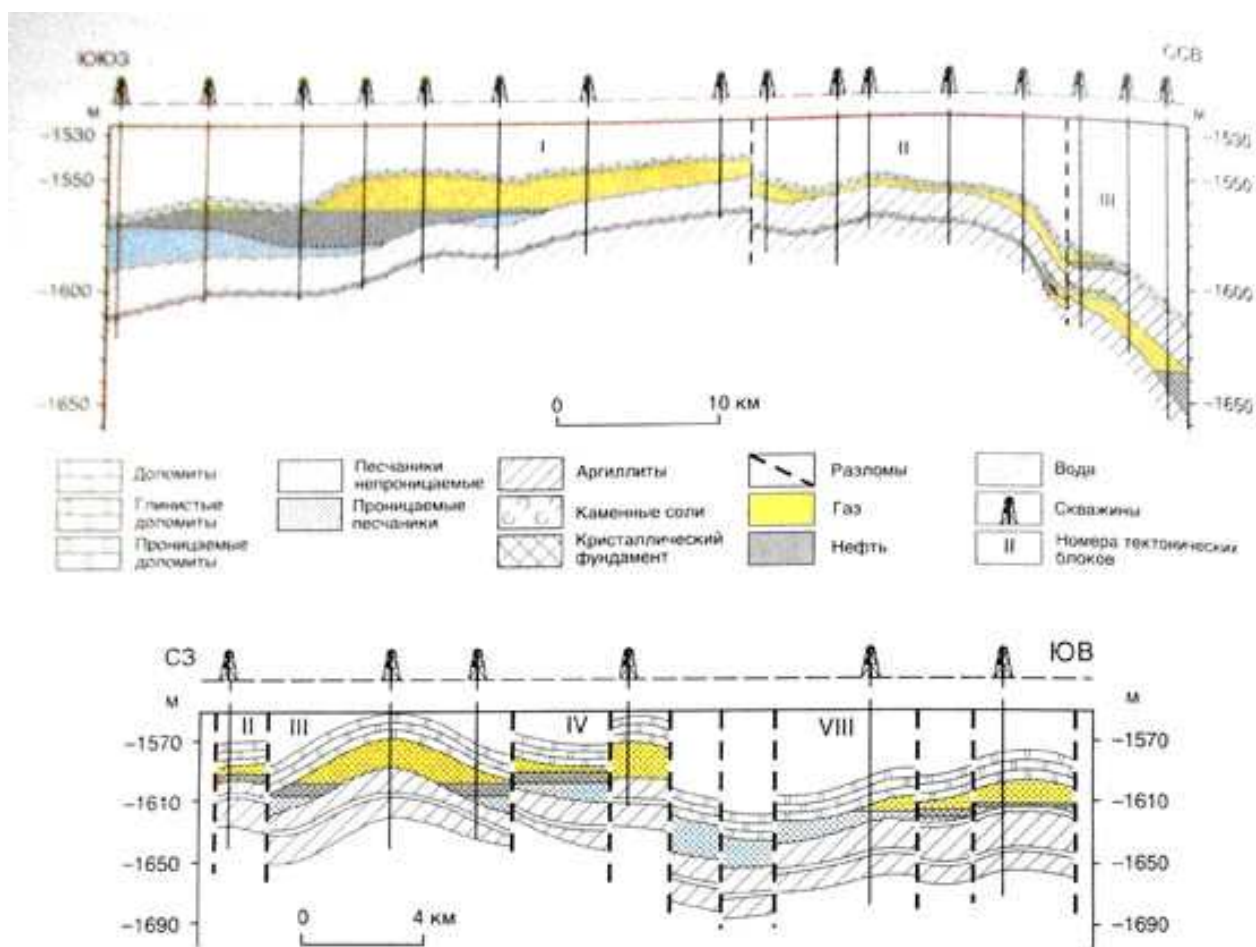 ЮЮЗ
ССВ
м
м
-1530
-1530
I
II
-1550
-1550
III
-1600
-1600
-1650
-1650
0
10 км
Доломиты
Глинистые доломиты
Проницаемые доломиты
Песчаники непроницаемые
Проницаемые песчаники
Аргиллиты
Каменные соли
Кристаллический фундамент
Разломы
Газ
Нефть
Вода
Скважины
II
Номера тектонических блоков
СЗ
ЮВ
м
м
II
III
IV
VIII
-1570
-1570
-1610
-1610
-1650
-1650
-1690
-1690
0
4 км